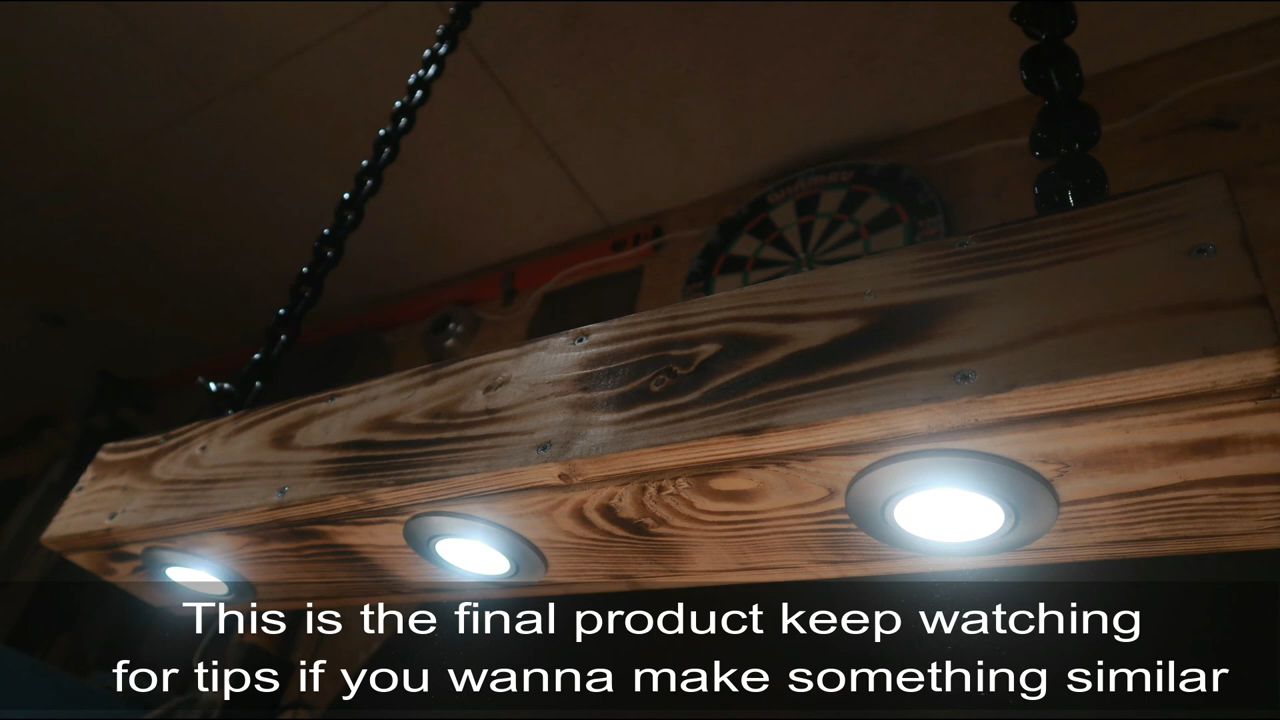 This is the final product keep watching
for tips if you wanna make something similar